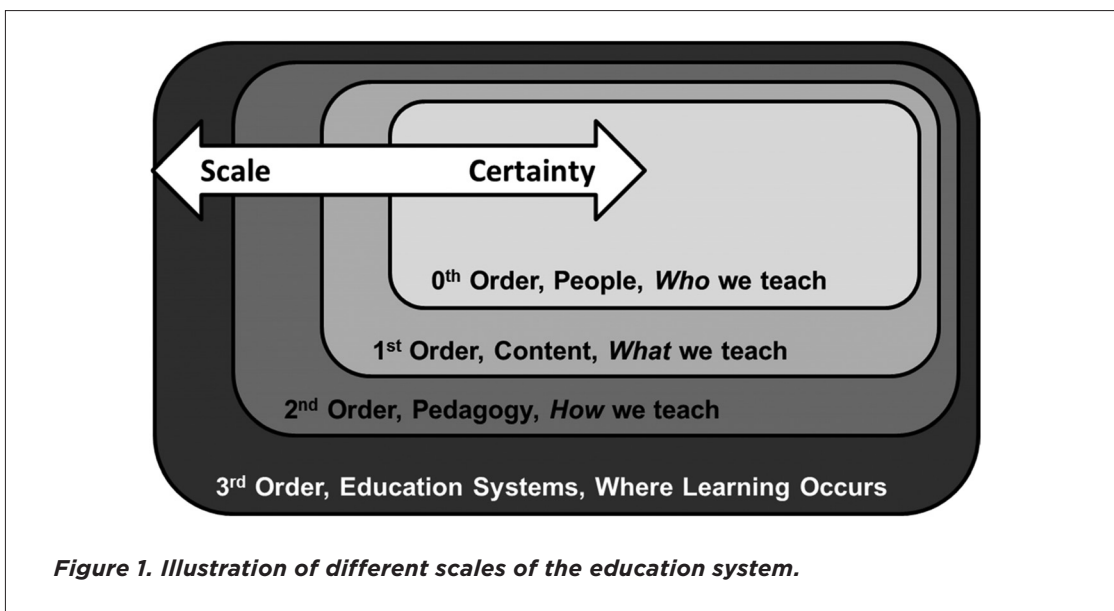 Scale Certainty
0th Order, People, Who we teach
1st Order, Content, What we teach
2nd Order, Pedagogy, How we teach
3rd Order, Education Systems, Where Learning Occurs
Figure 1. Illustration of different scales of the education system.